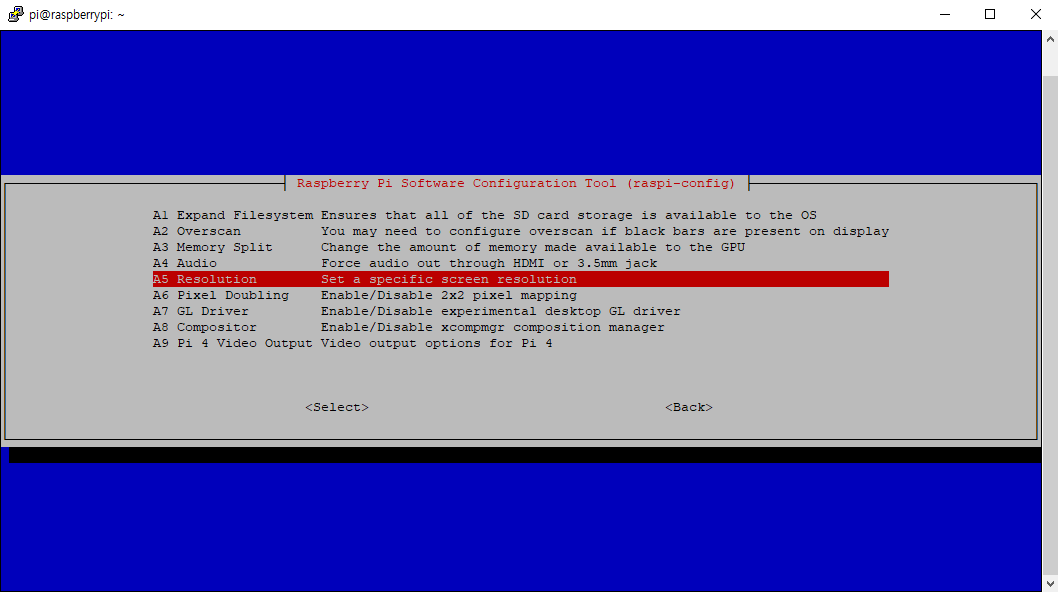 pi@raspberrypi: ~
Raspberry Pi Software Configuration Tool (raspi-config)
A1 Expand Filesystem Ensures that all of the SD card storage is available to the OS
A2 Overscan You may need to configure overscan if black bars are present on display
A3 Memory Split Change the amount of memory made available to the GPU
A4 Audio Force audio out through HDMI or 3.5mm jack
A5 Resolution Set a specific screen resolution
A6 Pixel Doubling Enable/Disable 2x2 pixel mapping
A7 GL Driver Enable/Disable experimental desktop GL driver
A8 Compositor Enable/Disable xcompmgr composition manager
A9 Pi 4 Video Output Video output options for Pi 4
<Select> <Back>